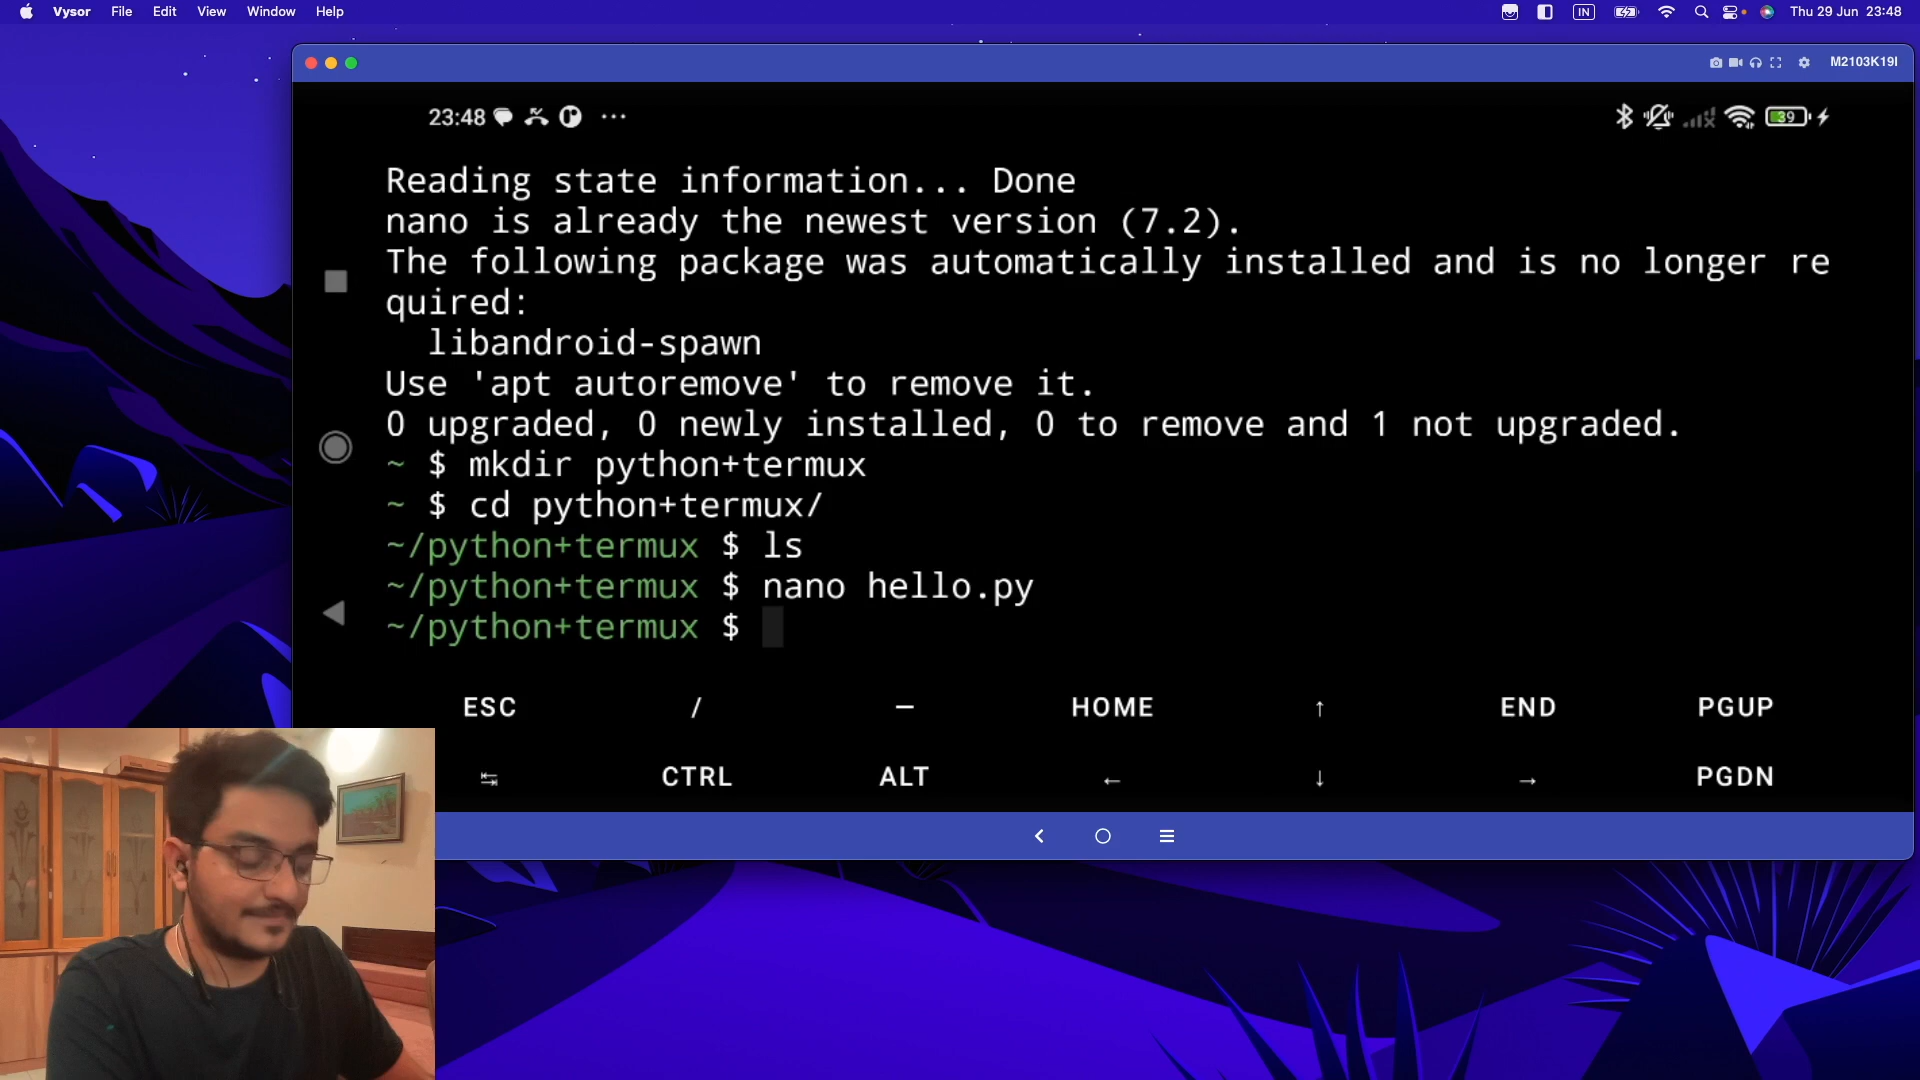 Vysor File Edit View Window Help
IN Thu 29 Jun 23:48
M2103K19I
23:48 ...
39
Reading state information... Done
nano is already the newest version (7.2).
The following package was automatically installed and is no longer re
quired:
libandroid-spawn
Use 'apt autoremove' to remove it.
0 upgraded, 0 newly installed, 0 to remove and 1 not upgraded.
~ $ mkdir python+termux
~ $ cd python+termux/
~/python+termux $ ls
~/python+termux $ nano hello.py
~/python+termux $
ESC / — HOME ↑ END PGUP
↹ CTRL ALT ← ↓ → PGDN